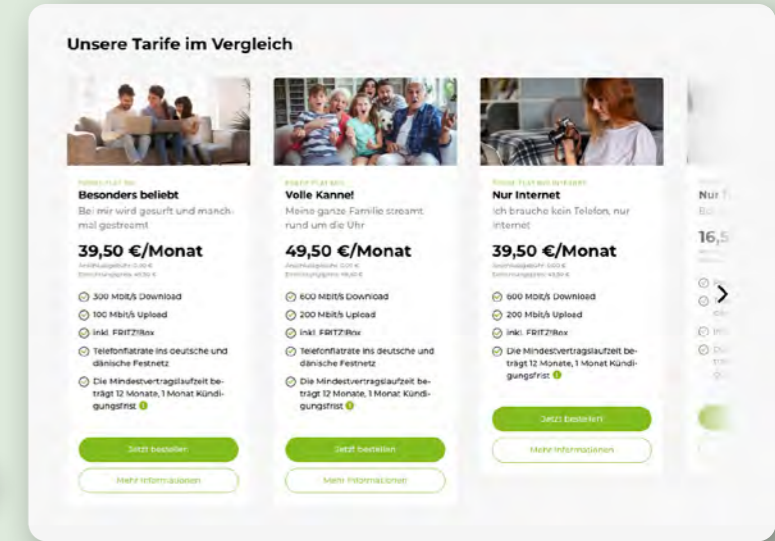 Unsere Tarife im Vergleich
Besonders beliebt
Bei mir wird gesurft und manch-
mal gestreamt
39,50 €/Monat
300 Mbit/s Download
100 Mbit/s Upload
inkl. FRITZ!Box
Telefonflatrate ins deutsche und
dänische Festnetz
Die Mindestvertragslaufzeit be-
trägt 12 Monate, 1 Monat Kündi-
gungsfrist
Jetzt bestellen
Mehr Informationen
Volle Kanne!
Meine ganze Familie streamt
rund um die Uhr
49,50 €/Monat
600 Mbit/s Download
200 Mbit/s Upload
inkl. FRITZ!Box
Telefonflatrate ins deutsche und
dänische Festnetz
Die Mindestvertragslaufzeit be-
trägt 12 Monate, 1 Monat Kündi-
gungsfrist
Jetzt bestellen
Mehr Informationen
Nur Internet
Ich brauche kein Telefon, nur
Internet
39,50 €/Monat
600 Mbit/s Download
200 Mbit/s Upload
inkl. FRITZ!Box
Die Mindestvertragslaufzeit be-
trägt 12 Monate, 1 Monat Kündi-
gungsfrist
Jetzt bestellen
Mehr Informationen
Nur
16,5